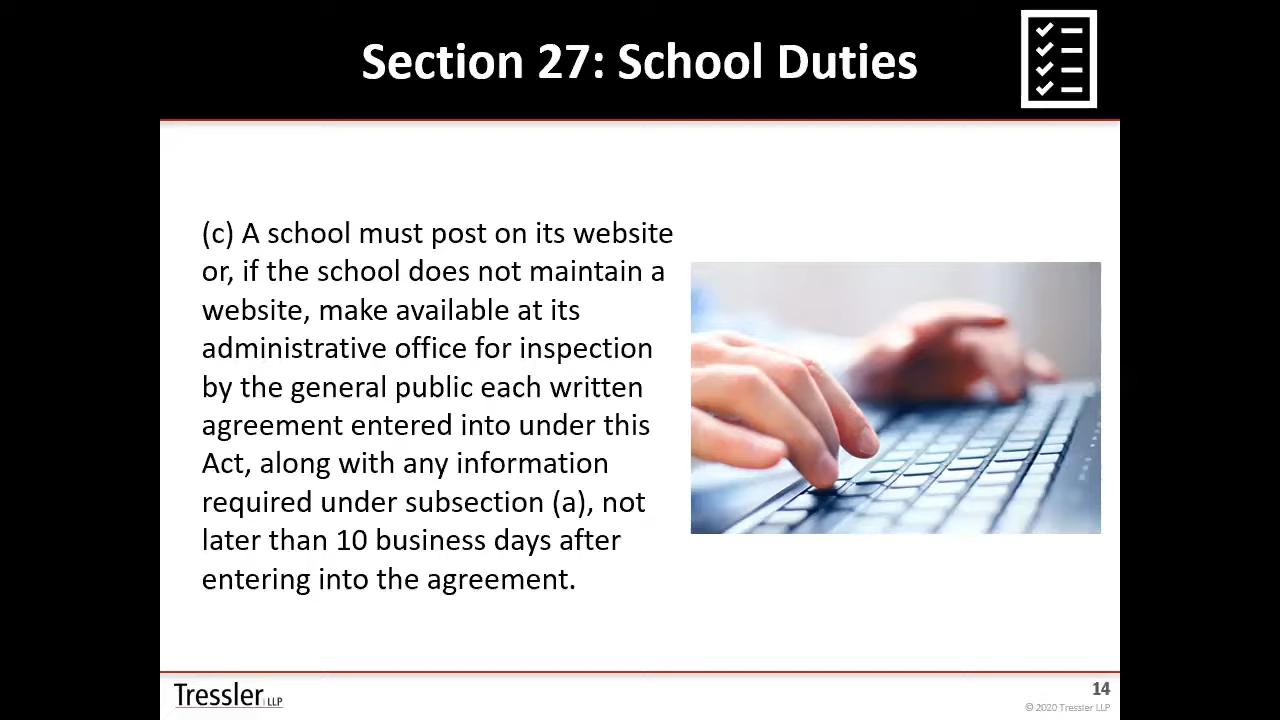 Section 27: School Duties
(c) A school must post on its website
or, if the school does not maintain a
website, make available at its
administrative office for inspection
by the general public each written
agreement entered into under this
Act, along with any information
required under subsection (a), not
later than 10 business days after
entering into the agreement.
Tressler LLP
14
© 2020 Tressler LLP